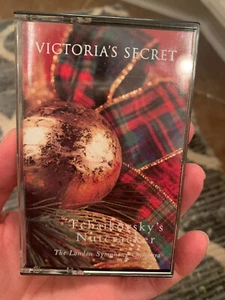 VICTORIA'S SECRET
Tchaikovsky's
Nutcracker
The London Symphony Orchestra